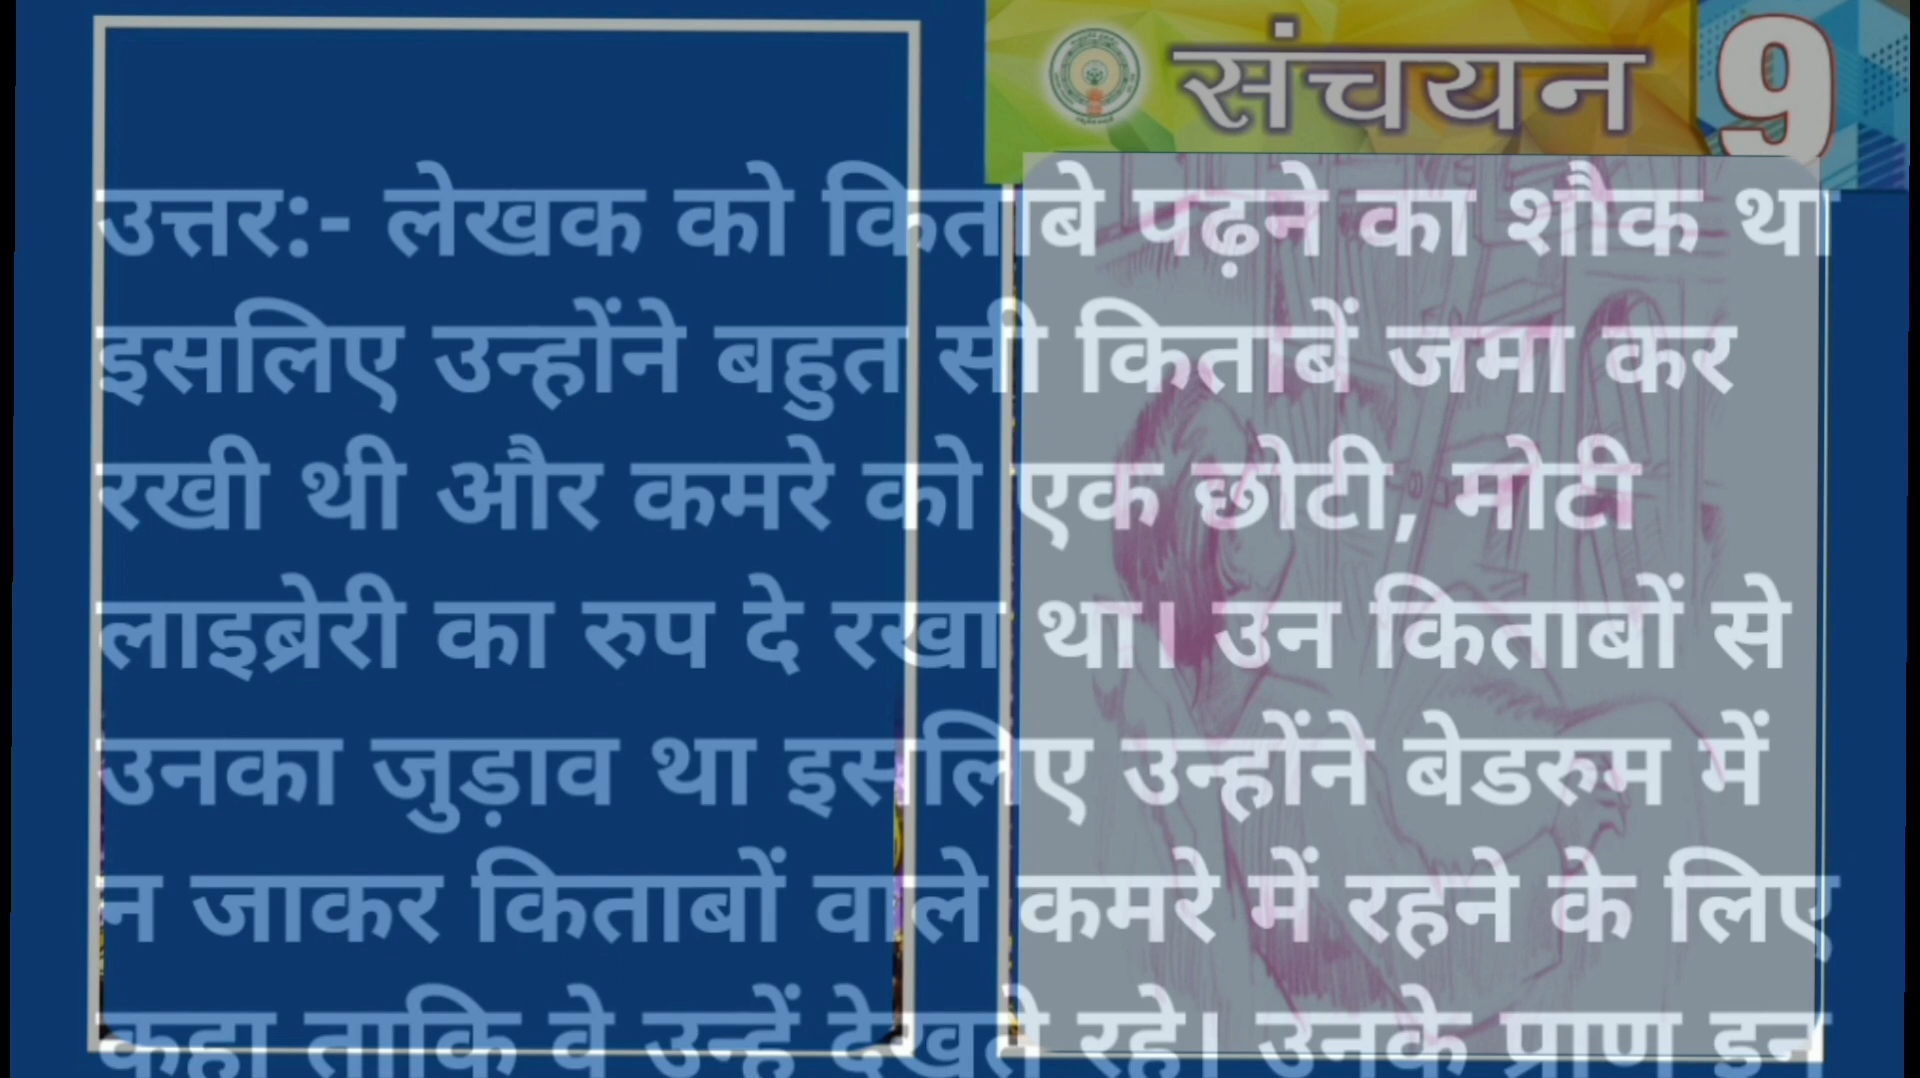 संचयन 9
उत्तर:- लेखक को किताबे पढ़ने का शौक था
इसलिए उन्होंने बहुत सी किताबें जमा कर
रखी थी और कमरे को एक छोटी, मोटी
लाइब्रेरी का रुप दे रखा था। उन किताबों से
उनका जुड़ाव था इसलिए उन्होंने बेडरुम में
न जाकर किताबों वाले कमरे में रहने के लिए
कहा ताकि वे उन्हें देखते रहे। उनके प्राण इन